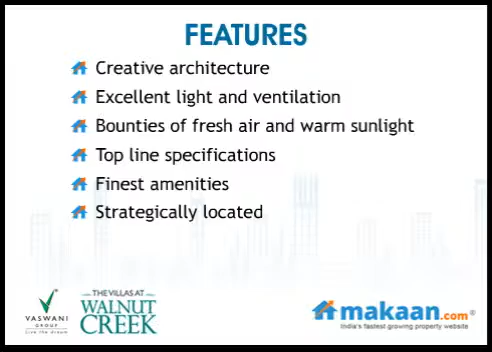 FEATURES
Creative architecture
Excellent light and ventilation
Bounties of fresh air and warm sunlight
Top line specifications
Finest amenities
Strategically located
VASWANI
GROUP
Live the dream
THE VILLAS AT
WALNUT
CREEK
makaan.com®
India's fastest growing property website